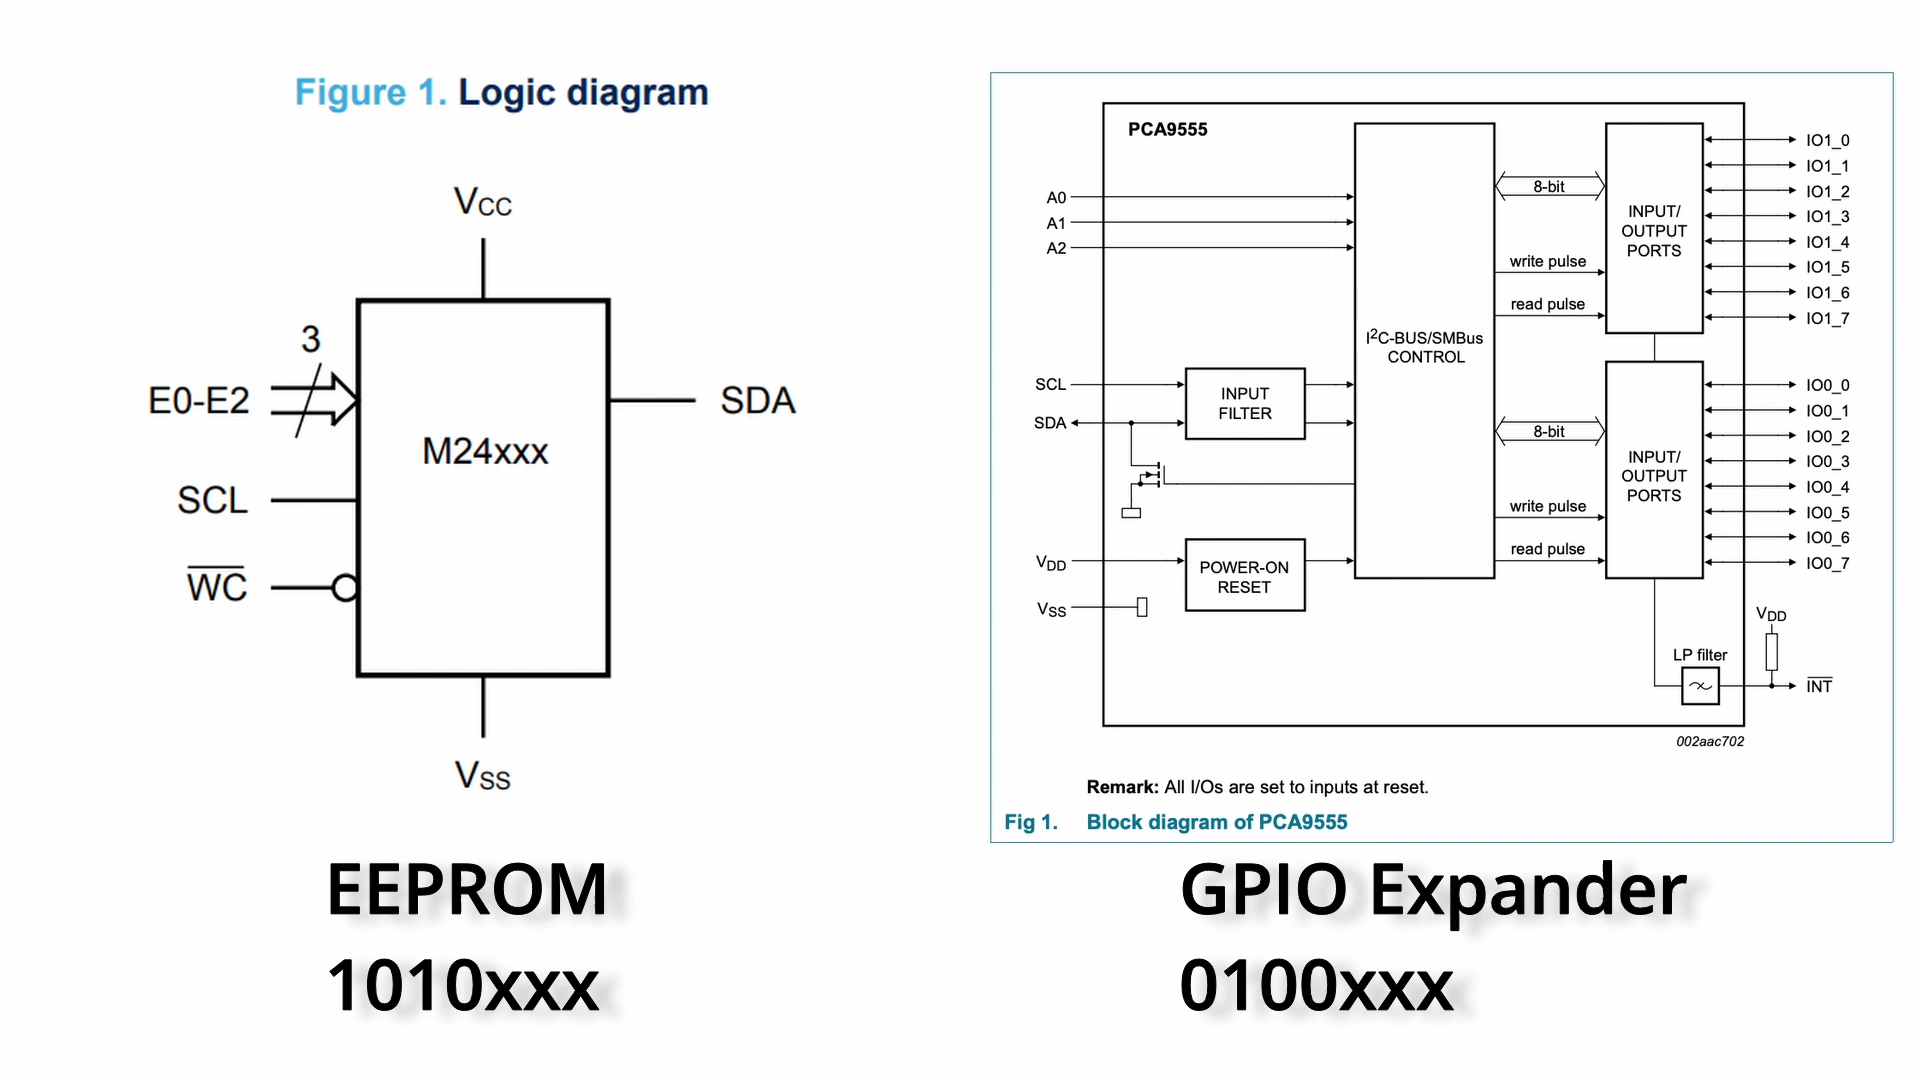 Figure 1. Logic diagram
VCC
3
E0-E2
M24xxx
SDA
SCL
WC
VSS
EEPROM
1010xxx
PCA9555
A0
A1
A2
SCL
SDA
VDD
VSS
INPUT
FILTER
POWER-ON
RESET
I2C-BUS/SMBus
CONTROL
8-bit
write pulse
read pulse
8-bit
write pulse
read pulse
INPUT/
OUTPUT
PORTS
INPUT/
OUTPUT
PORTS
IO1_0
IO1_1
IO1_2
IO1_3
IO1_4
IO1_5
IO1_6
IO1_7
IO0_0
IO0_1
IO0_2
IO0_3
IO0_4
IO0_5
IO0_6
IO0_7
VDD
LP filter
INT
002aac702
Remark: All I/Os are set to inputs at reset.
Fig 1. Block diagram of PCA9555
GPIO Expander
0100xxx